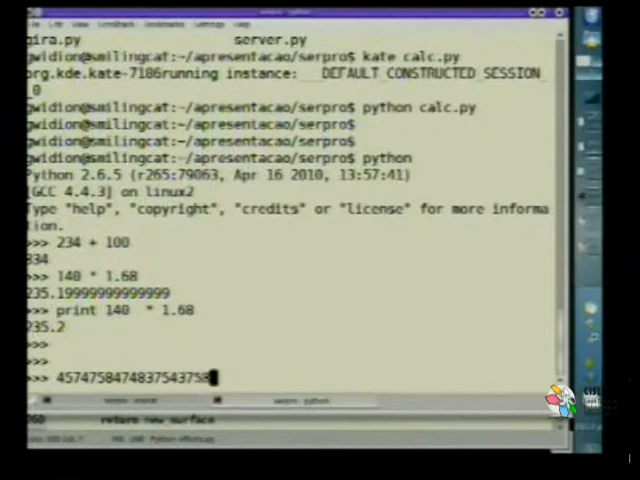 gira.py server.py
gwidion@smilingcat:~/apresentacao/serpro$ kate calc.py
org.kde.kate-7186running instance: __DEFAULT_CONSTRUCTED_SESSION_
_0
gwidion@smilingcat:~/apresentacao/serpro$ python calc.py
gwidion@smilingcat:~/apresentacao/serpro$
gwidion@smilingcat:~/apresentacao/serpro$
gwidion@smilingcat:~/apresentacao/serpro$ python
Python 2.6.5 (r265:79063, Apr 16 2010, 13:57:41)
[GCC 4.4.3] on linux2
Type "help", "copyright", "credits" or "license" for more informa
tion.
>>> 234 + 100
334
>>> 140 * 1.68
235.19999999999999
>>> print 140 * 1.68
235.2
>>>
>>>
>>> 4574758474837543758
return new_surface